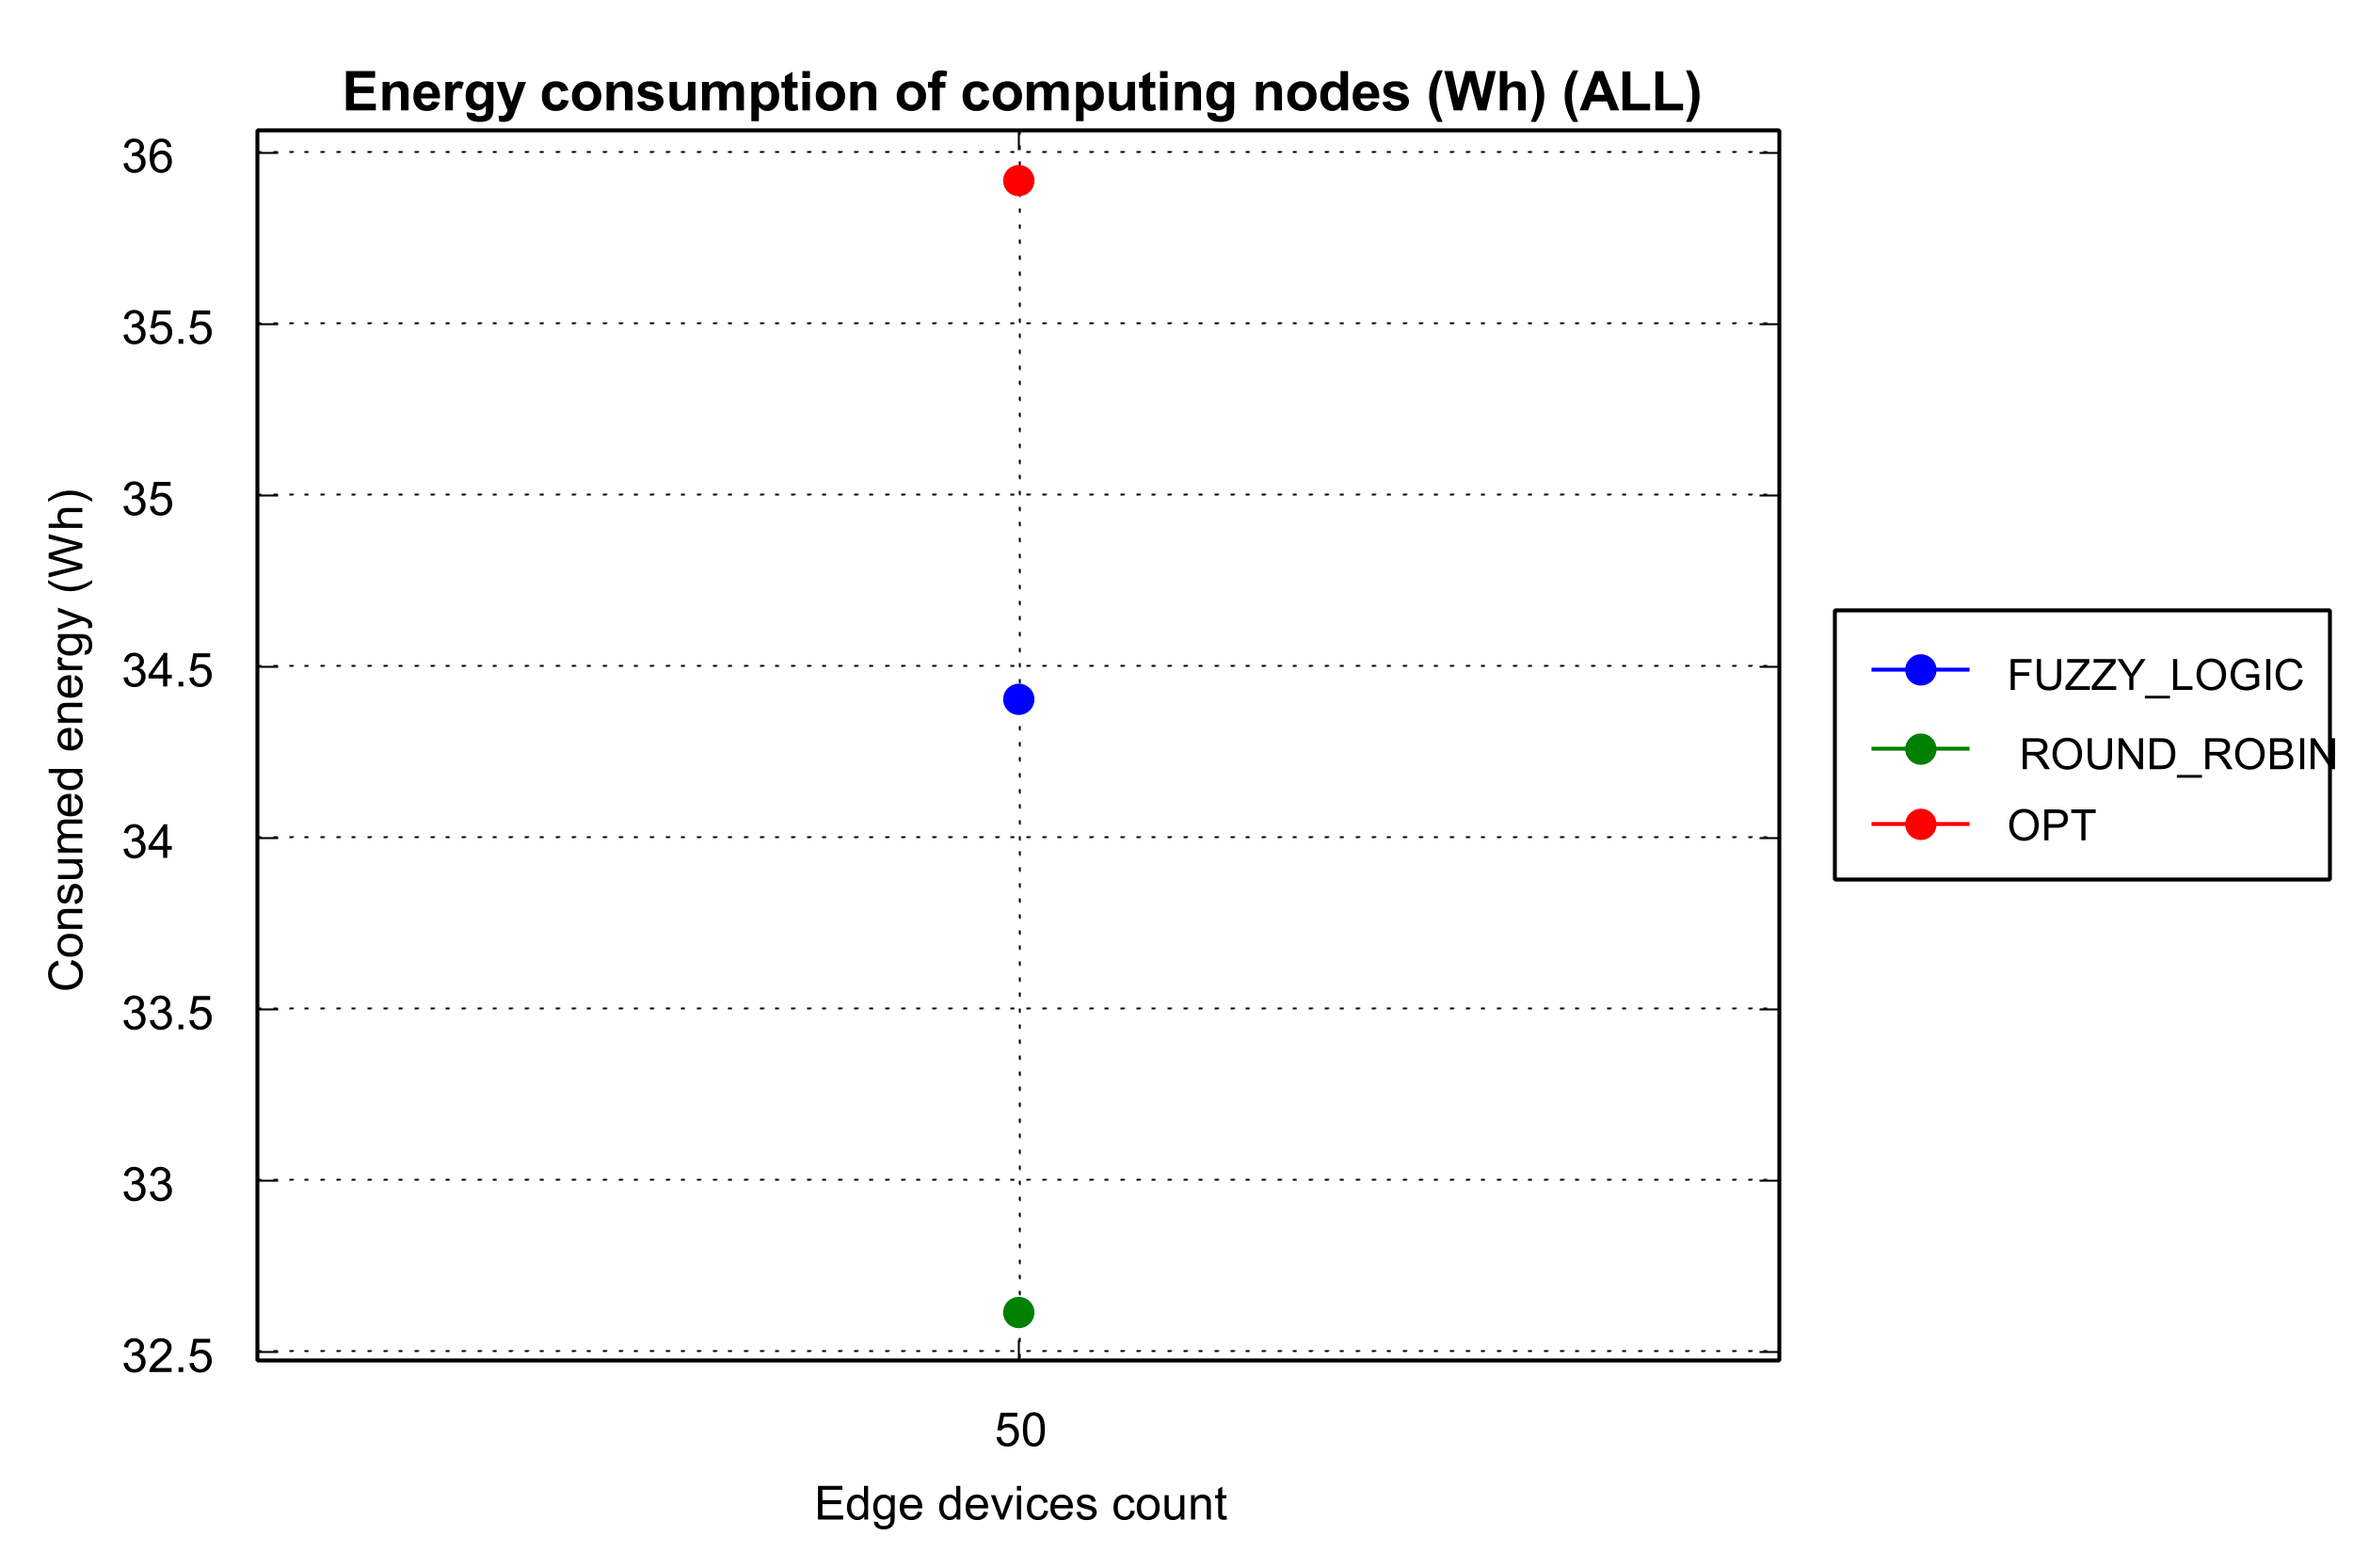 Energy consumption of computing nodes (Wh) (ALL)
36
35.5
35
34.5
34
33.5
33
32.5
Consumed energy (Wh)
50
Edge devices count
FUZZY_LOGIC
ROUND_ROBIN
OPT